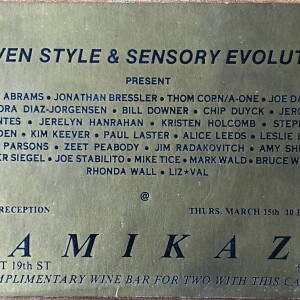 VEN STYLE & SENSORY EVOLUT
PRESENT
ABRAMS • JONATHAN BRESSLER • THOM CORN/A-ONE • JOE DA
ORA DIAZ-JORGENSEN • BILL DOWNER • CHIP DUYCK • JERO
NTES • JERELYN HANRAHAN • KRISTEN HOLCOMB • STEP
DEN • KIM KEEVER • PAUL LASTER • ALICE LEEDS • LESLIE
PARSONS • ZEET PEABODY • JIM RADAKOVITCH • AMY SH
ER SIEGEL • JOE STABILITO • MIKE TICE • MARK WALD • BRUCE W
RHONDA WALL • LIZ+VAL
@
RECEPTION THURS. MARCH 15th 10 P
AMIKAZ
T 19TH ST
MPLIMENTARY WINE BAR FOR TWO WITH THIS CA